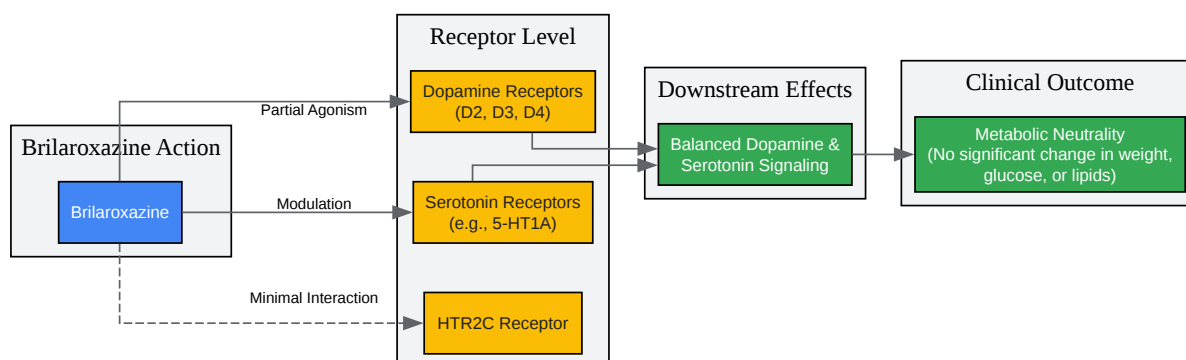 Brilaroxazine Action
Brilaroxazine
Partial Agonism
Modulation
Minimal Interaction
Receptor Level
Dopamine Receptors
(D2, D3, D4)
Serotonin Receptors
(e.g., 5-HT1A)
HTR2C Receptor
Downstream Effects
Balanced Dopamine &
Serotonin Signaling
Clinical Outcome
Metabolic Neutrality
(No significant change in weight,
glucose, or lipids)